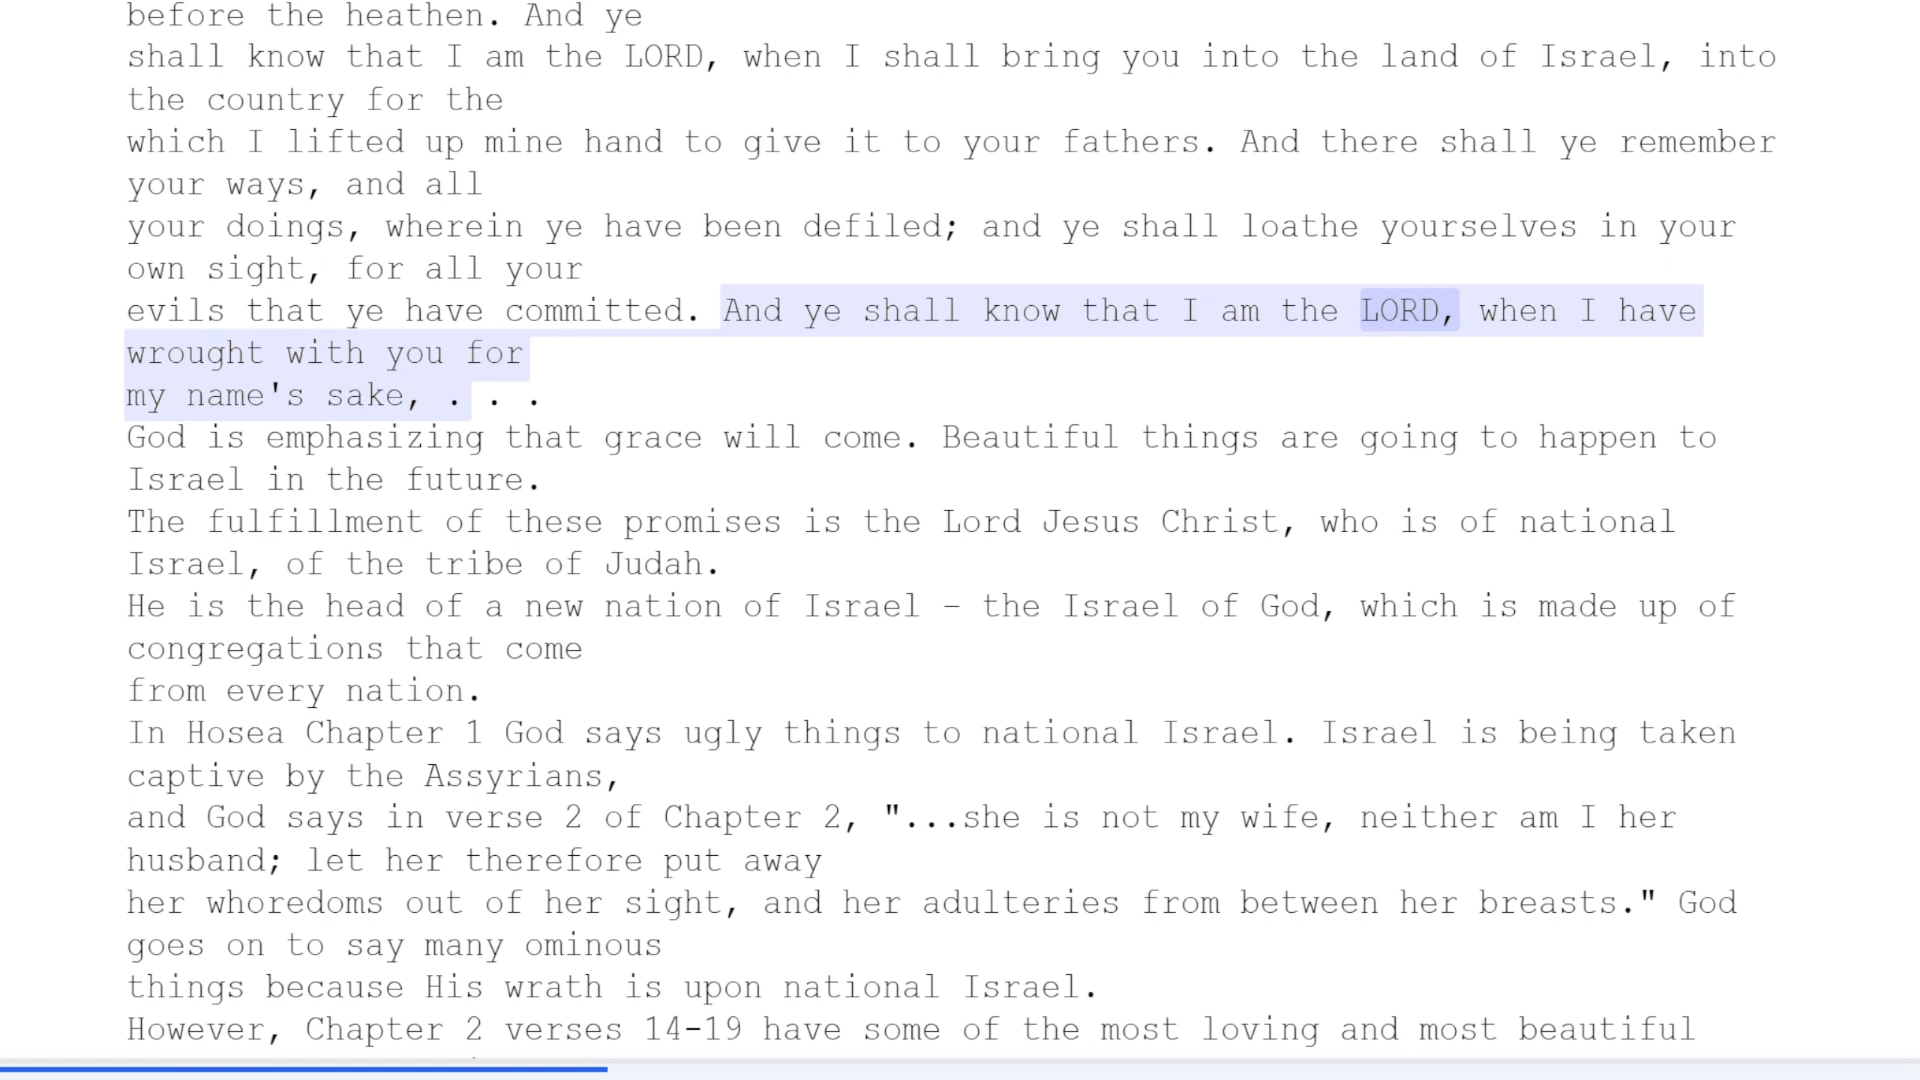 before the heathen. And ye
shall know that I am the LORD, when I shall bring you into the land of Israel, into
the country for the
which I lifted up mine hand to give it to your fathers. And there shall ye remember
your ways, and all
your doings, wherein ye have been defiled; and ye shall loathe yourselves in your
own sight, for all your
evils that ye have committed. And ye shall know that I am the LORD, when I have
wrought with you for
my name's sake, . . .
God is emphasizing that grace will come. Beautiful things are going to happen to
Israel in the future.
The fulfillment of these promises is the Lord Jesus Christ, who is of national
Israel, of the tribe of Judah.
He is the head of a new nation of Israel – the Israel of God, which is made up of
congregations that come
from every nation.
In Hosea Chapter 1 God says ugly things to national Israel. Israel is being taken
captive by the Assyrians,
and God says in verse 2 of Chapter 2, "...she is not my wife, neither am I her
husband; let her therefore put away
her whoredoms out of her sight, and her adulteries from between her breasts." God
goes on to say many ominous
things because His wrath is upon national Israel.
However, Chapter 2 verses 14-19 have some of the most loving and most beautiful